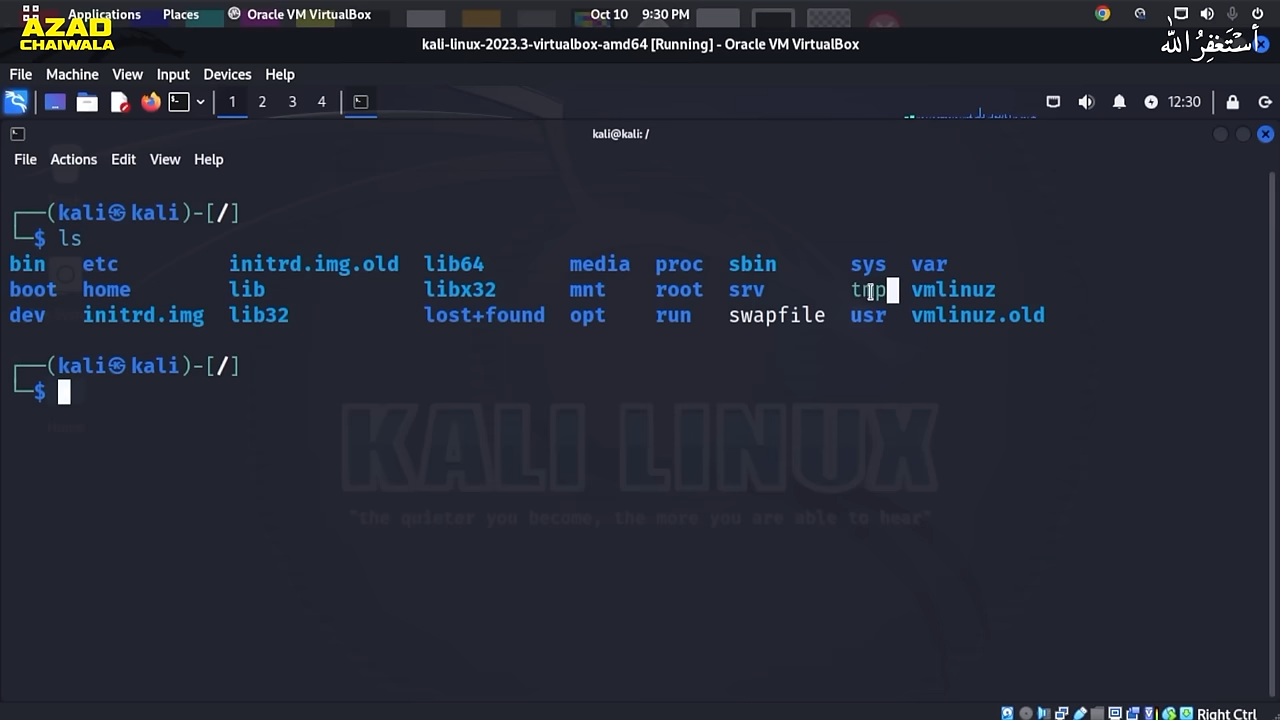 Applications Places Oracle VM VirtualBox Oct 10 9:30 PM
AZAD
CHAIWALA
أَسْتَغْفِرُ اللّٰه
kali-linux-2023.3-virtualbox-amd64 [Running] - Oracle VM VirtualBox
File Machine View Input Devices Help
1 2 3 4 12:30
kali@kali: /
File Actions Edit View Help
(kali㉿kali)-[/]
$ ls
bin etc initrd.img.old lib64 media proc sbin sys var
boot home lib libx32 mnt root srv tmp vmlinuz
dev initrd.img lib32 lost+found opt run swapfile usr vmlinuz.old
(kali㉿kali)-[/]
$
KALI LINUX
"the quieter you become, the more you are able to hear"
Right Ctrl